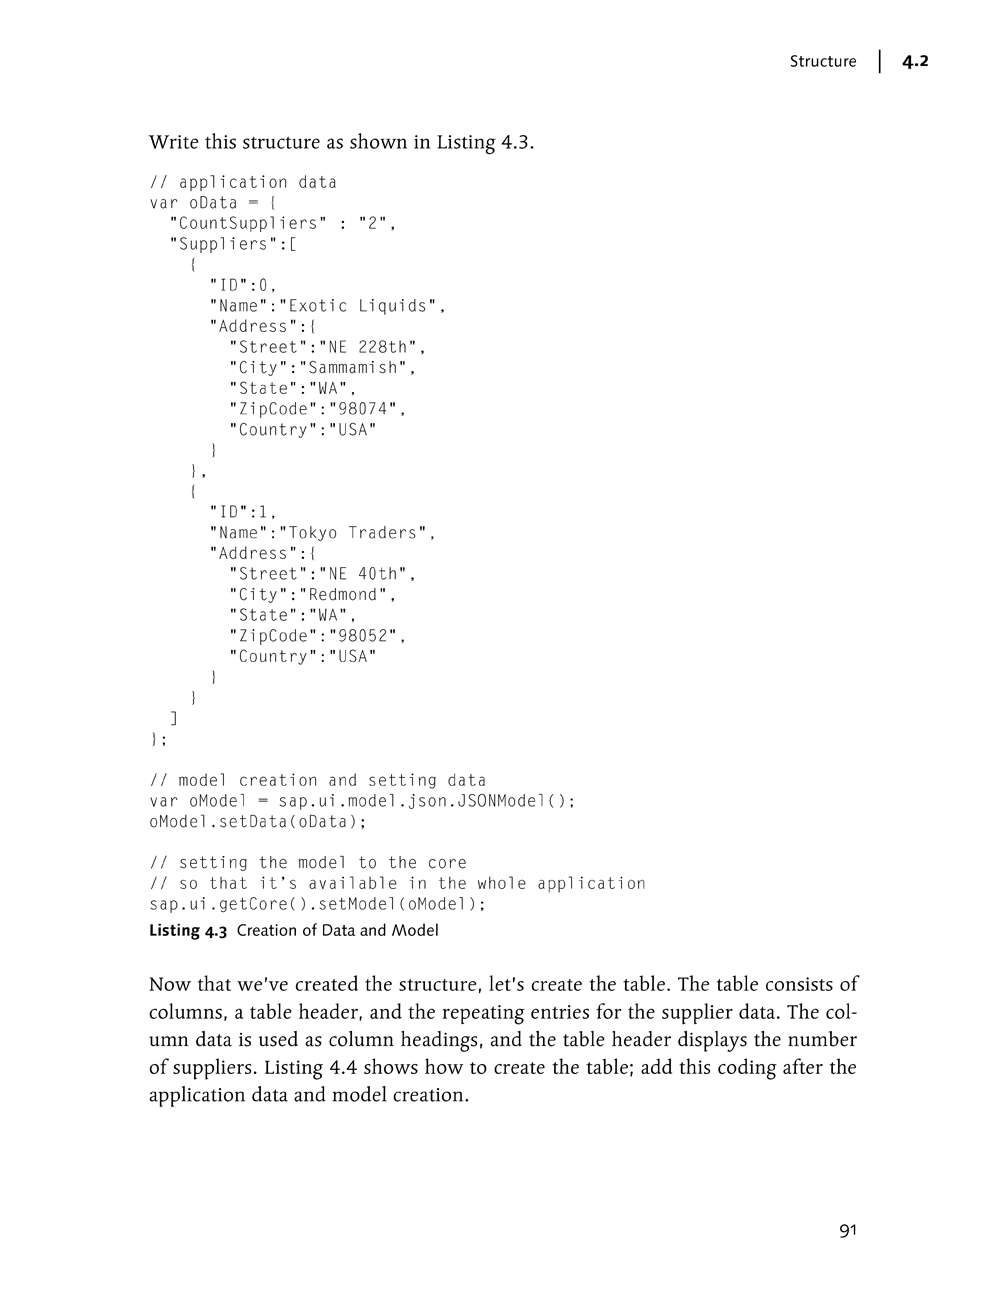 Structure | 4.2
Write this structure as shown in Listing 4.3.
// application data
var oData = {
  "CountSuppliers" : "2",
  "Suppliers":[
    {
      "ID":0,
      "Name":"Exotic Liquids",
      "Address":{
        "Street":"NE 228th",
        "City":"Sammamish",
        "State":"WA",
        "ZipCode":"98074",
        "Country":"USA"
      }
    },
    {
      "ID":1,
      "Name":"Tokyo Traders",
      "Address":{
        "Street":"NE 40th",
        "City":"Redmond",
        "State":"WA",
        "ZipCode":"98052",
        "Country":"USA"
      }
    }
  ]
};
// model creation and setting data
var oModel = sap.ui.model.json.JSONModel();
oModel.setData(oData);
// setting the model to the core
// so that it's available in the whole application
sap.ui.getCore().setModel(oModel);
Listing 4.3 Creation of Data and Model
Now that we've created the structure, let's create the table. The table consists of
columns, a table header, and the repeating entries for the supplier data. The col-
umn data is used as column headings, and the table header displays the number
of suppliers. Listing 4.4 shows how to create the table; add this coding after the
application data and model creation.
91